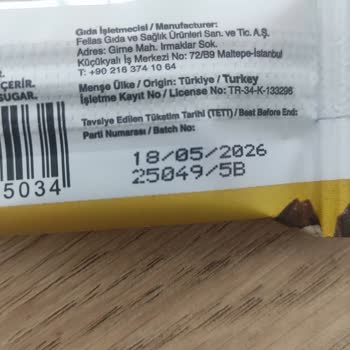 Gıda İşletmecisi / Manufacturer:
Fellas Gıda ve Sağlık Ürünleri San. ve Tic. A.Ş.
Adres: Girne Mah. Irmaklar Sok.
Küçükyalı İş Merkezi No: 72/B9 Maltepe-İstanbul
T: +90 216 374 10 64
ÇERİR.
SUGAR.
Menşe Ülke / Origin: Türkiye / Turkey
İşletme Kayıt No / License No: TR-34-K-133296
Tavsiye Edilen Tüketim Tarihi (TETT) / Best Before End:
Parti Numarası / Batch No:
18/05/2026
25049/5B
5034